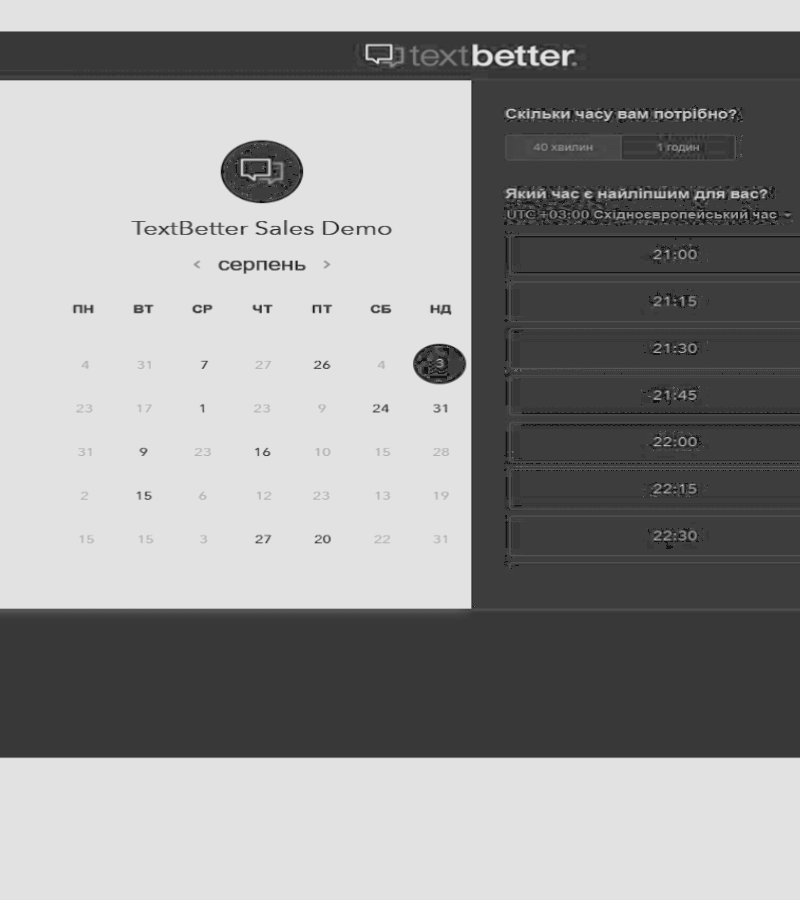 textbetter.
TextBetter Sales Demo
< серпень >
ПН ВТ СР ЧТ ПТ СБ НД
4 31 7 27 26 4 3
23 17 1 23 9 24 31
31 9 23 16 10 15 28
2 15 6 12 23 13 19
15 15 3 27 20 22 31
Скільки часу вам потрібно?
40 хвилин 1 годин
Який час є найліпшим для вас?
UTC +03:00 Східноєвропейський час
21:00
21:15
21:30
21:45
22:00
22:15
22:30